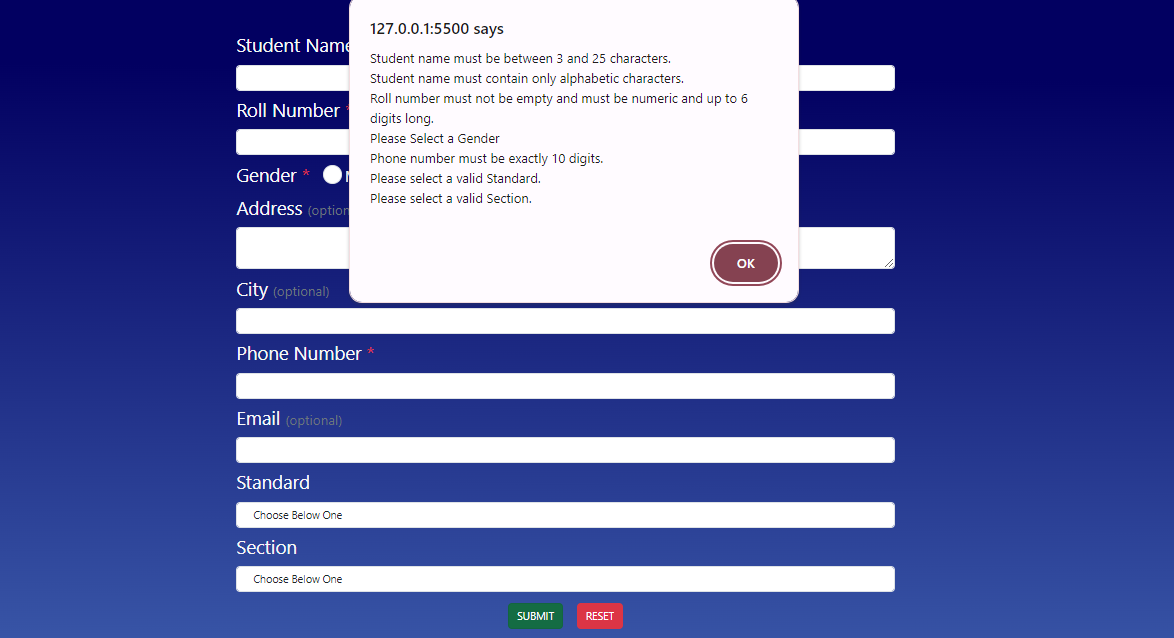 127.0.0.1:5500 says
Student name must be between 3 and 25 characters.
Student name must contain only alphabetic characters.
Roll number must not be empty and must be numeric and up to 6
digits long.
Please Select a Gender
Phone number must be exactly 10 digits.
Please select a valid Standard.
Please select a valid Section.
OK
Student Name
Roll Number *
Gender *
Address (option
City (optional)
Phone Number *
Email (optional)
Standard
Choose Below One
Section
Choose Below One
SUBMIT RESET